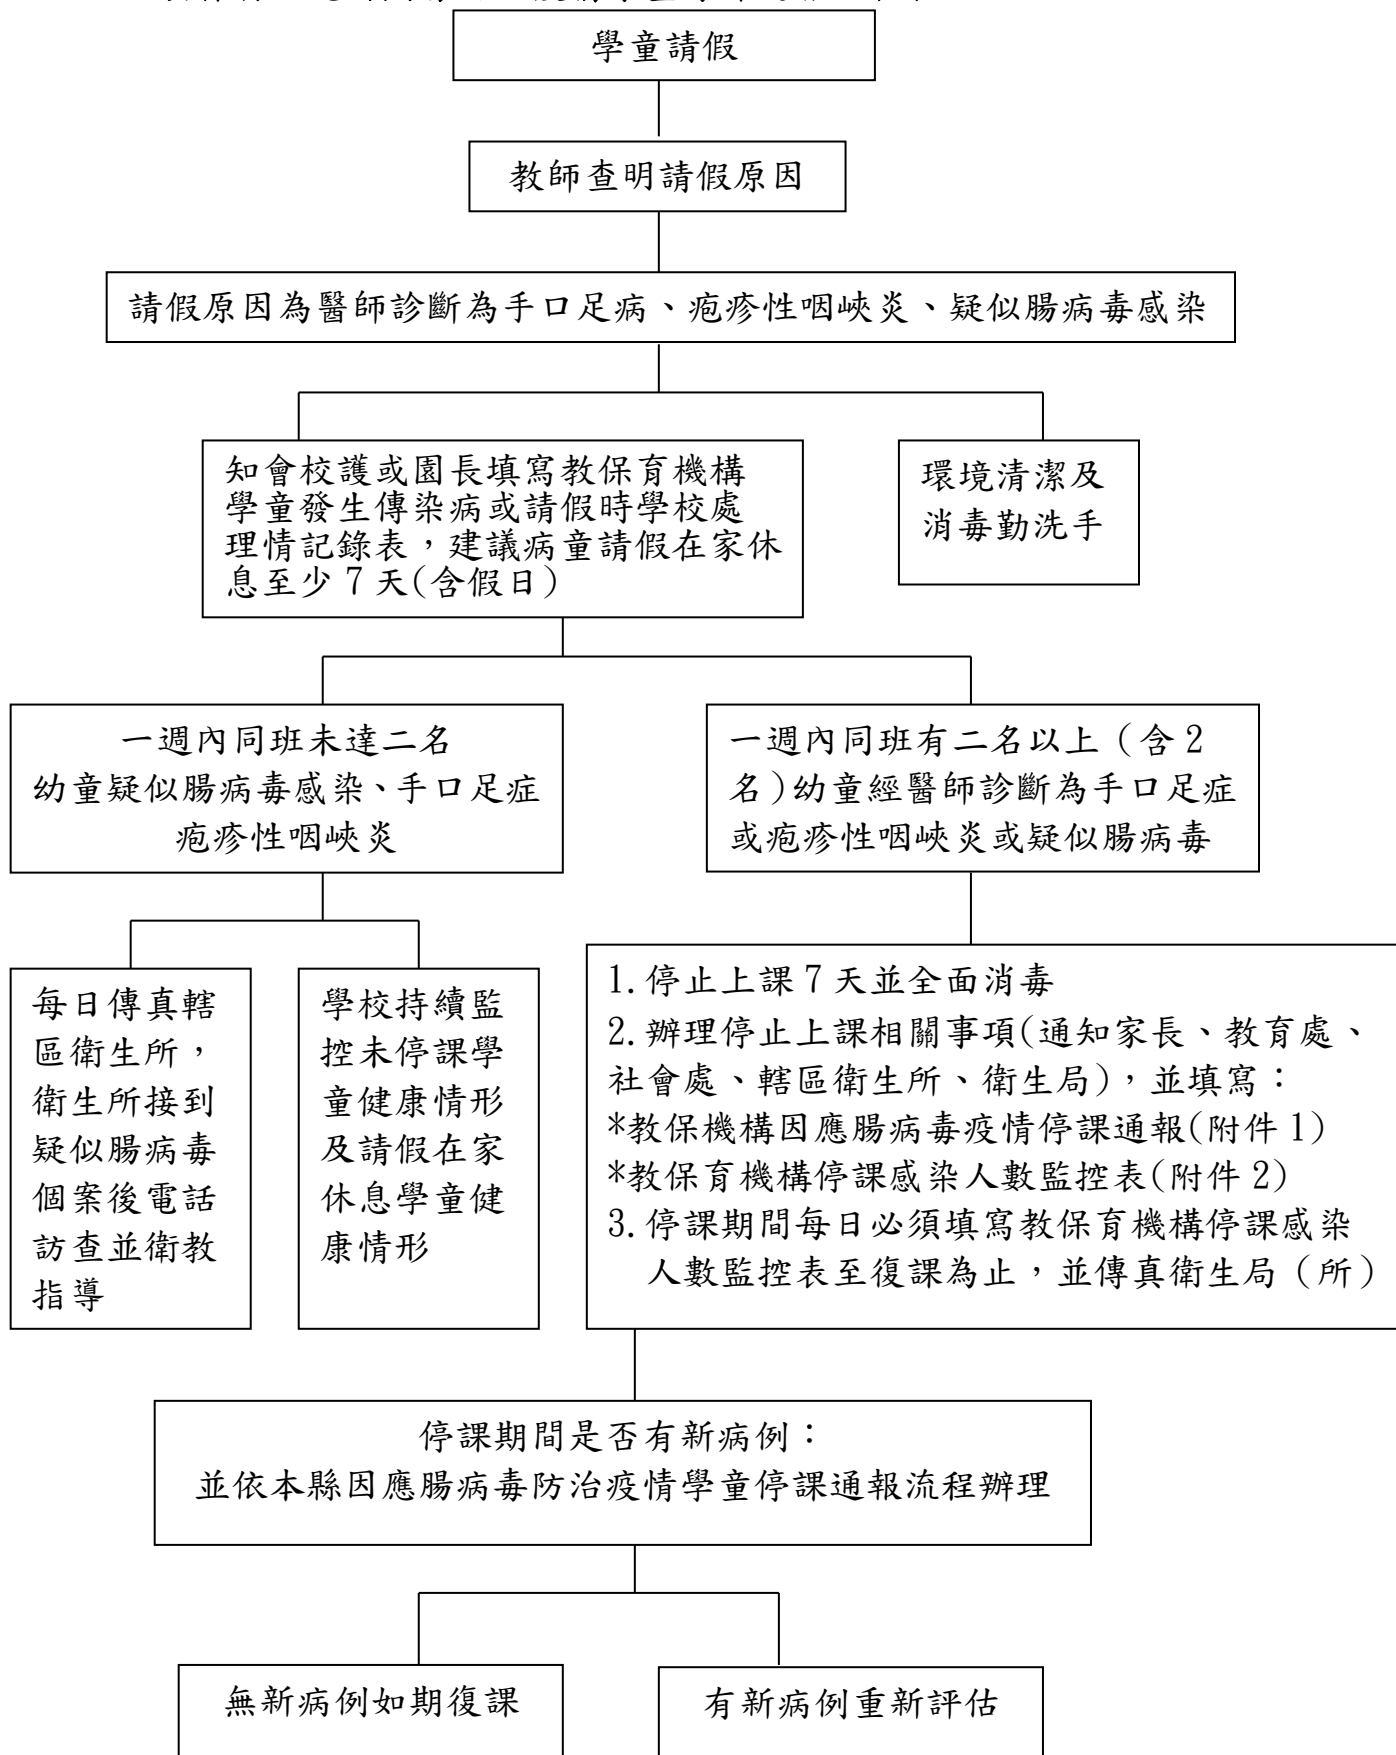 學童請假
教師查明請假原因
請假原因為醫師診斷為手口足病、疱疹性咽峽炎、疑似腸病毒感染
知會校護或園長填寫教保育機構
學童發生傳染病或請假時學校處
理情記錄表，建議病童請假在家休
息至少7天(含假日)
環境清潔及
消毒勤洗手
一週內同班未達二名
幼童疑似腸病毒感染、手口足症
疱疹性咽峽炎
一週內同班有二名以上（含2
名）幼童經醫師診斷為手口足症
或疱疹性咽峽炎或疑似腸病毒
每日傳真轄
區衛生所，
衛生所接到
疑似腸病毒
個案後電話
訪查並衛教
指導
學校持續監
控未停課學
童健康情形
及請假在家
休息學童健
康情形
1.停止上課7天並全面消毒
2.辦理停止上課相關事項(通知家長、教育處、
社會處、轄區衛生所、衛生局)，並填寫：
*教保機構因應腸病毒疫情停課通報(附件1)
*教保育機構停課感染人數監控表(附件2)
3.停課期間每日必須填寫教保育機構停課感染
人數監控表至復課為止，並傳真衛生局（所）
停課期間是否有新病例：
並依本縣因應腸病毒防治疫情學童停課通報流程辦理
無新病例如期復課
有新病例重新評估